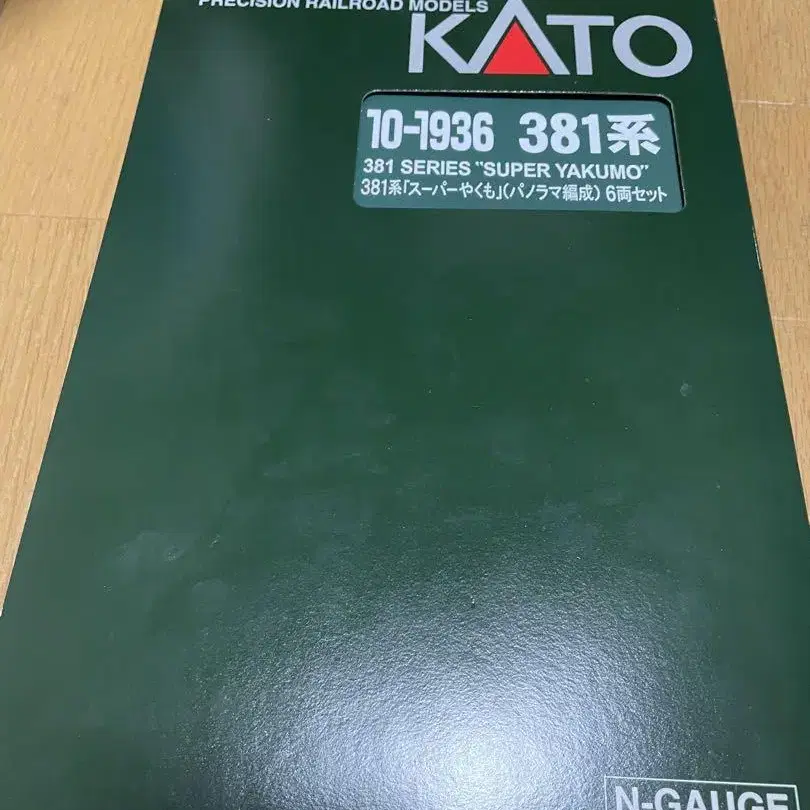 PRECISION RAILROAD MODELS
KATO
10-1936 381系
381 SERIES "SUPER YAKUMO"
381系「スーパーやくも」(パノラマ編成) 6両セット
N-GAUGE